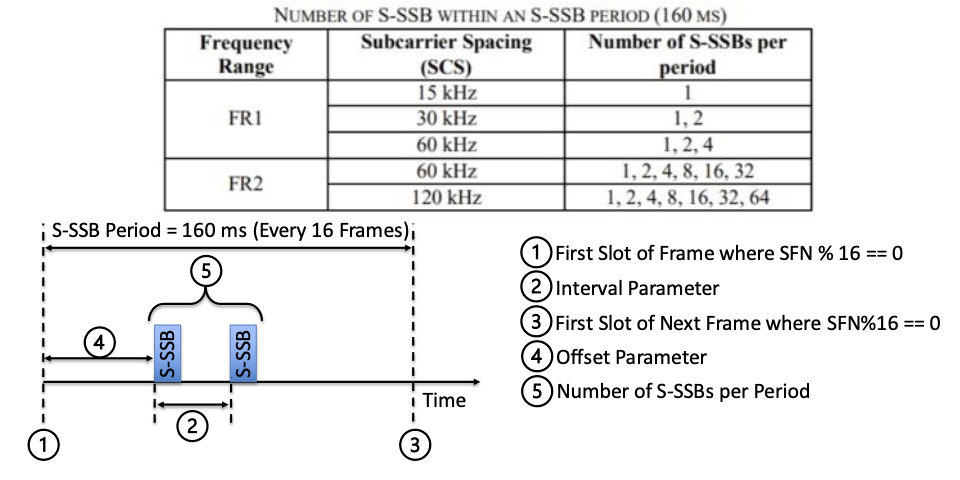 NUMBER OF S-SSB WITHIN AN S-SSB PERIOD (160 MS)
Frequency Range
Subcarrier Spacing (SCS)
Number of S-SSBs per period
FR1
15 kHz
1
30 kHz
1, 2
60 kHz
1, 2, 4
FR2
60 kHz
1, 2, 4, 8, 16, 32
120 kHz
1, 2, 4, 8, 16, 32, 64
S-SSB Period = 160 ms (Every 16 Frames)
5
4
S-SSB
S-SSB
Time
2
1
3
1 First Slot of Frame where SFN % 16 == 0
2 Interval Parameter
3 First Slot of Next Frame where SFN%16 == 0
4 Offset Parameter
5 Number of S-SSBs per Period